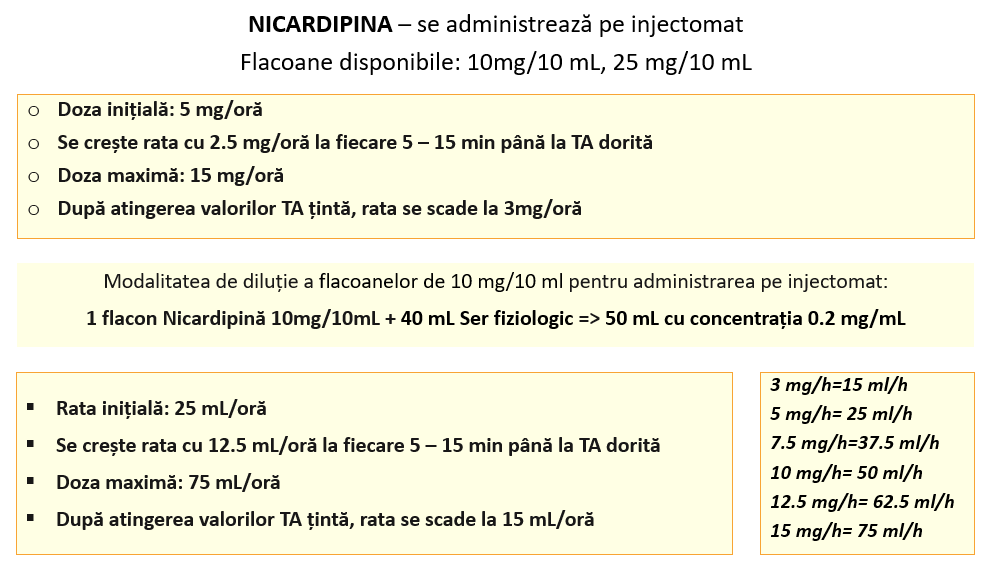 NICARDIPINA – se administrează pe injectomat
Flacoane disponibile: 10mg/10 mL, 25 mg/10 mL
o Doza inițială: 5 mg/oră
o Se crește rata cu 2.5 mg/oră la fiecare 5 – 15 min până la TA dorită
o Doza maximă: 15 mg/oră
o După atingerea valorilor TA țintă, rata se scade la 3mg/oră
Modalitatea de diluție a flacoanelor de 10 mg/10 ml pentru administrarea pe injectomat:
1 flacon Nicardipină 10mg/10mL + 40 mL Ser fiziologic => 50 mL cu concentrația 0.2 mg/mL
▪ Rata inițială: 25 mL/oră
▪ Se crește rata cu 12.5 mL/oră la fiecare 5 – 15 min până la TA dorită
▪ Doza maximă: 75 mL/oră
▪ După atingerea valorilor TA țintă, rata se scade la 15 mL/oră
3 mg/h=15 ml/h
5 mg/h= 25 ml/h
7.5 mg/h=37.5 ml/h
10 mg/h= 50 ml/h
12.5 mg/h= 62.5 ml/h
15 mg/h= 75 ml/h